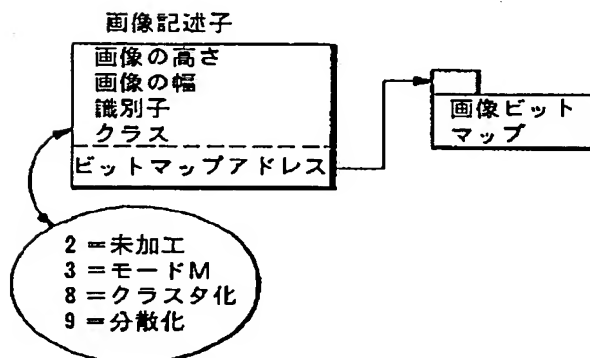 画像記述子
画像の高さ
画像の幅
識別子
クラス
ビットマップアドレス
画像ビット
マップ
2=未加工
3=モードM
8=クラスタ化
9=分散化